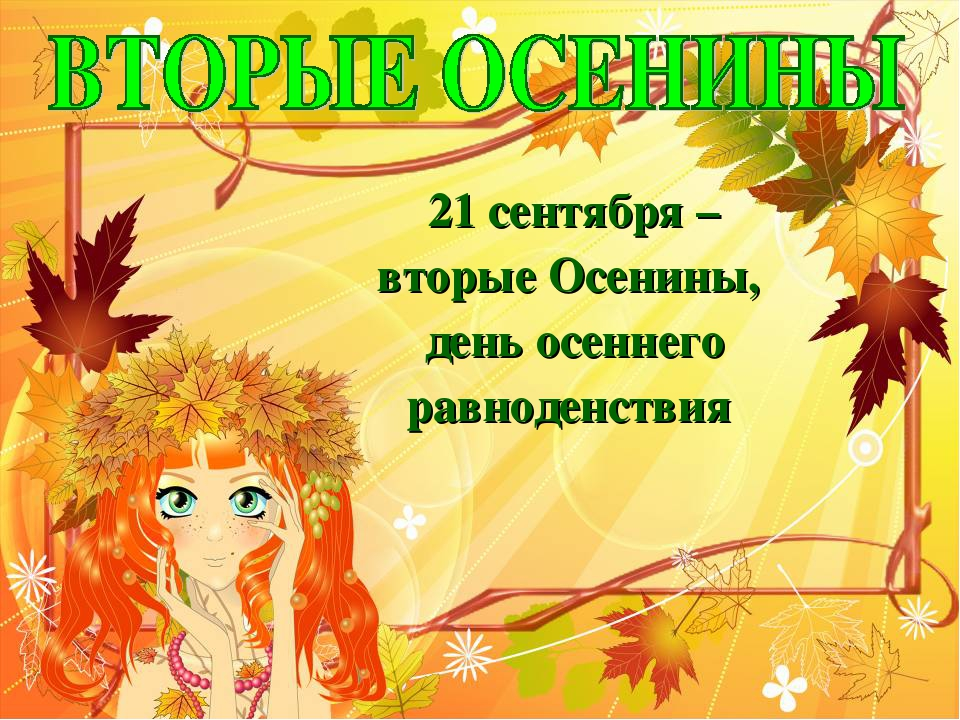 ВТОРЫЕ ОСЕНИНЫ
21 сентября –
вторые Осенины,
день осеннего
равноденствия